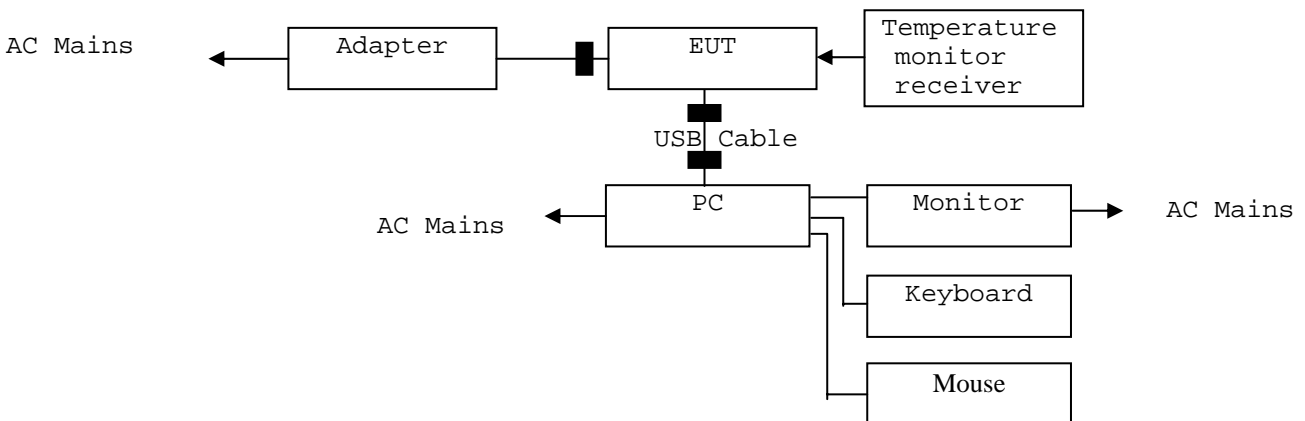 AC Mains
Adapter
EUT
Temperature
monitor
receiver
USB Cable
AC Mains
PC
Monitor
AC Mains
Keyboard
Mouse